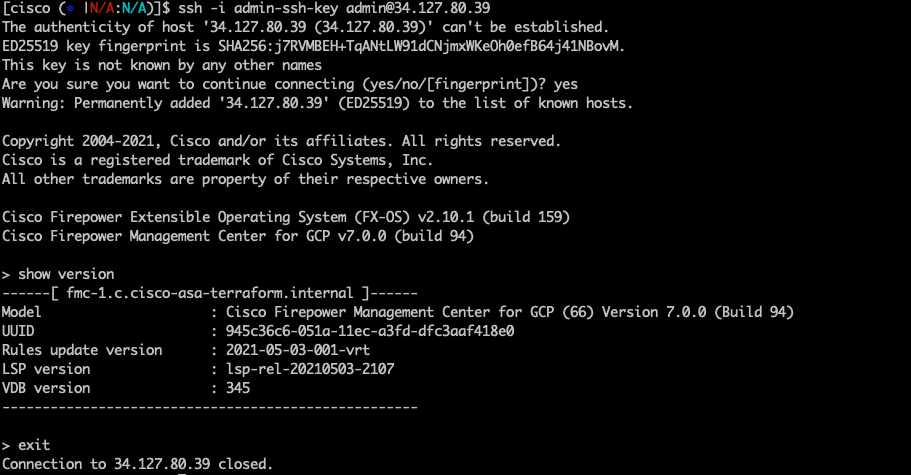 [cisco (⎈ |N/A:N/A)]$ ssh -i admin-ssh-key admin@34.127.80.39
The authenticity of host '34.127.80.39 (34.127.80.39)' can't be established.
ED25519 key fingerprint is SHA256:j7RVMBEH+TqANtLW91dCNjmxWKeOh0efB64j41NBovM.
This key is not known by any other names
Are you sure you want to continue connecting (yes/no/[fingerprint])? yes
Warning: Permanently added '34.127.80.39' (ED25519) to the list of known hosts.
Copyright 2004-2021, Cisco and/or its affiliates. All rights reserved.
Cisco is a registered trademark of Cisco Systems, Inc.
All other trademarks are property of their respective owners.
Cisco Firepower Extensible Operating System (FX-OS) v2.10.1 (build 159)
Cisco Firepower Management Center for GCP v7.0.0 (build 94)
> show version
------[ fmc-1.c.cisco-asa-terraform.internal ]------
Model : Cisco Firepower Management Center for GCP (66) Version 7.0.0 (Build 94)
UUID : 945c36c6-051a-11ec-a3fd-dfc3aaf418e0
Rules update version : 2021-05-03-001-vrt
LSP version : lsp-rel-20210503-2107
VDB version : 345
----------------------------------------------------
> exit
Connection to 34.127.80.39 closed.